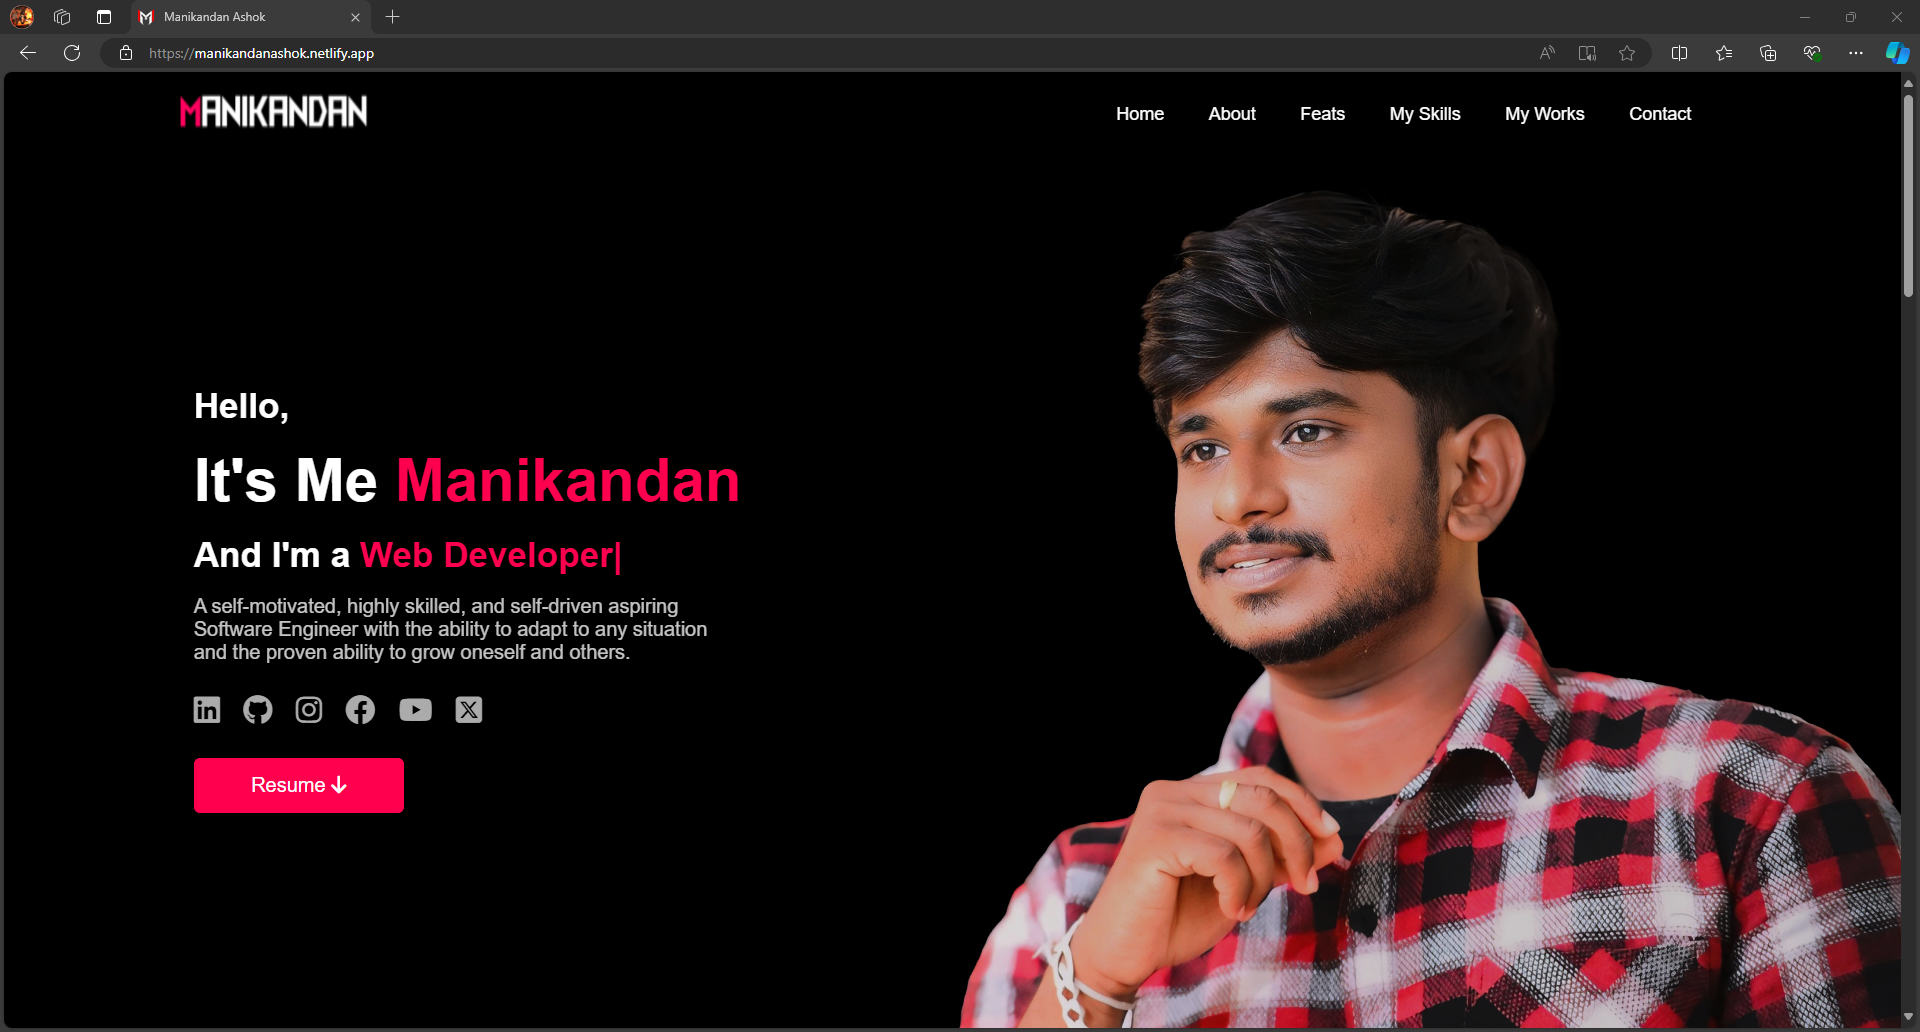 Manikandan Ashok
https://manikandanashok.netlify.app
MANIKANDAN
Home About Feats My Skills My Works Contact
Hello,
It's Me Manikandan
And I'm a Web Developer|
A self-motivated, highly skilled, and self-driven aspiring
Software Engineer with the ability to adapt to any situation
and the proven ability to grow oneself and others.
Resume